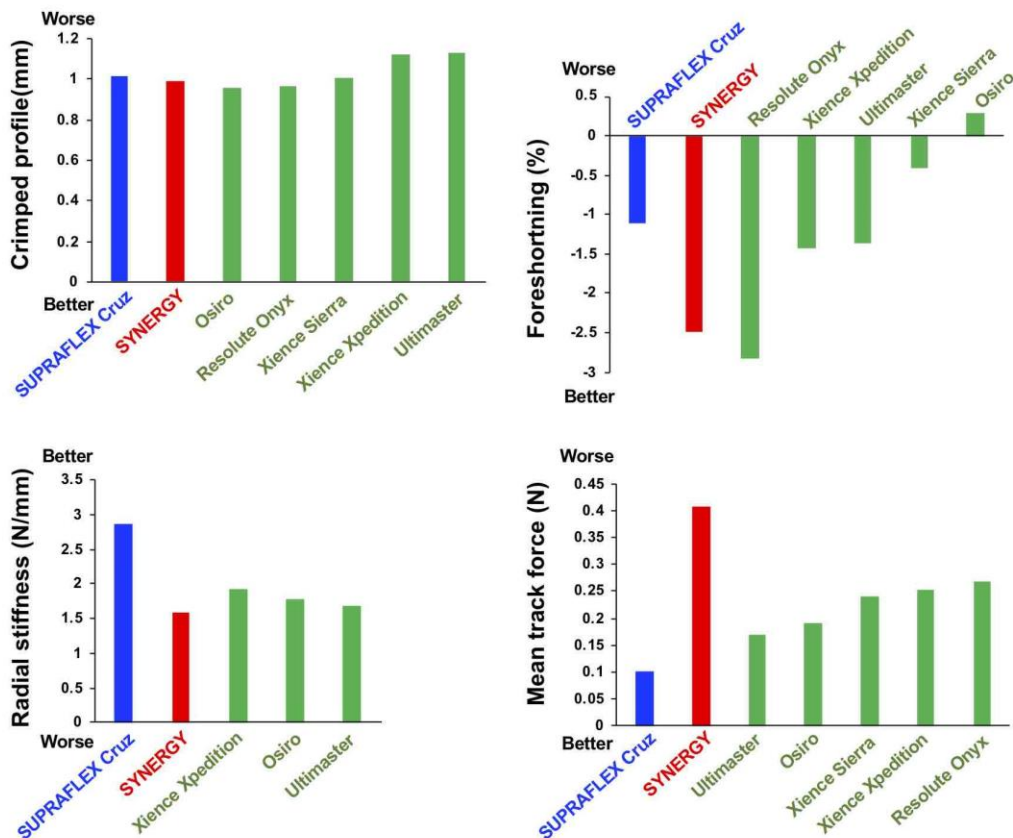 Worse
Crimped profile(mm)
1.2
1
0.8
0.6
0.4
0.2
0
Better
SUPRAFLEX Cruz
SYNERGY
Osiro
Resolute Onyx
Xience Sierra
Xience Xpedition
Ultimaster
Worse
Foreshortning (%)
0.5
0
-0.5
-1
-1.5
-2
-2.5
-3
Better
SUPRAFLEX Cruz
SYNERGY
Resolute Onyx
Xience Xpedition
Ultimaster
Xience Sierra
Osiro
Better
Radial stiffness (N/mm)
3.5
3
2.5
2
1.5
1
0.5
0
Worse
SUPRAFLEX Cruz
SYNERGY
Xience Xpedition
Osiro
Ultimaster
Worse
Mean track force (N)
0.45
0.4
0.35
0.3
0.25
0.2
0.15
0.1
0.05
0
Better
SUPRAFLEX Cruz
SYNERGY
Ultimaster
Osiro
Xience Sierra
Xience Xpedition
Resolute Onyx